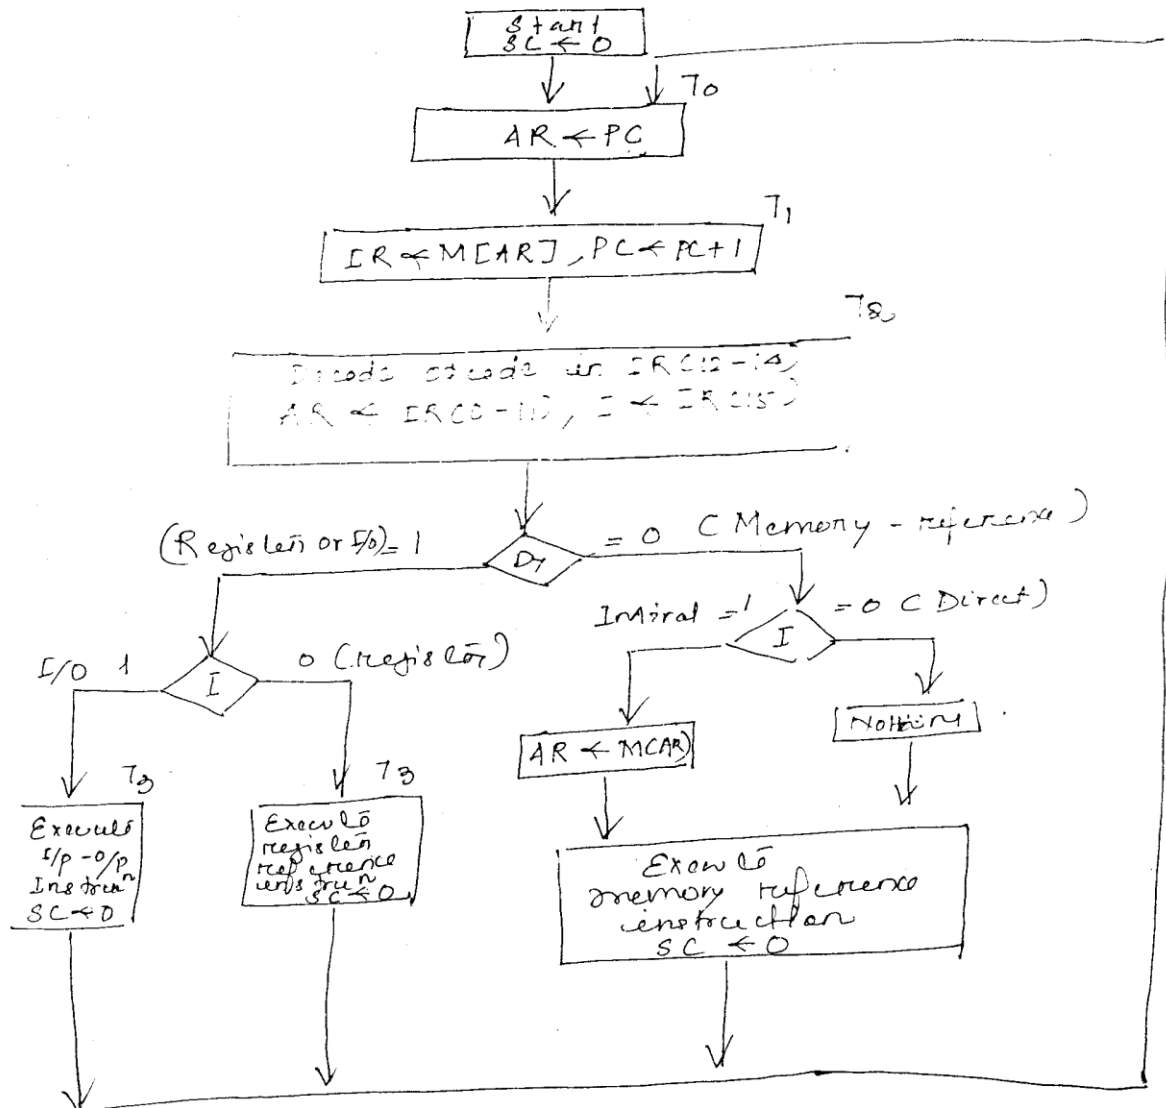 Start
SC ← 0
T0
AR ← PC
T1
IR ← M[AR], PC ← PC+1
T2
Decode opcode in IR(12-14)
AR ← IR(0-11), I ← IR(15)
(Register or I/O) = 1
D7
= 0 (Memory - reference)
= 1
I
= 0 (Direct)
I/O 1
I
0 (register)
AR ← M(AR)
Nothing
T3
T3
Execute
I/p - o/p
Instruⁿ
SC ← 0
Execute
register
reference
instruⁿ
SC ← 0
Execute
memory reference
instruction
SC ← 0